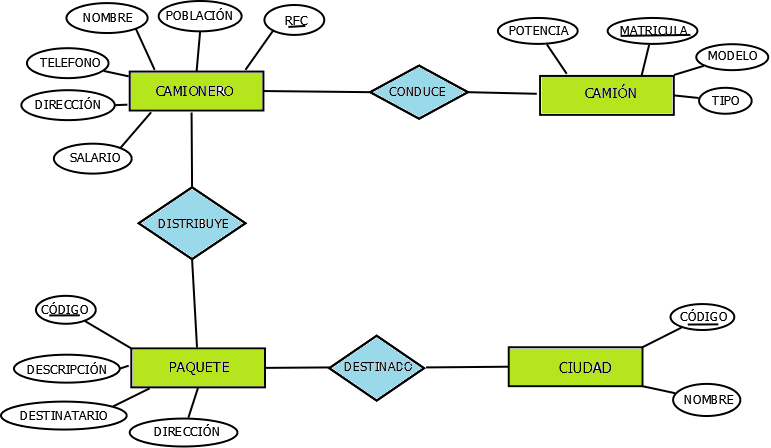 NOMBRE
POBLACIÓN
RFC
TELEFONO
CAMIONERO
DIRECCIÓN
SALARIO
CONDUCE
POTENCIA
MATRICULA
MODELO
CAMIÓN
TIPO
DISTRIBUYE
CÓDIGO
DESCRIPCIÓN
PAQUETE
DESTINATARIO
DIRECCIÓN
DESTINADO
CÓDIGO
CIUDAD
NOMBRE